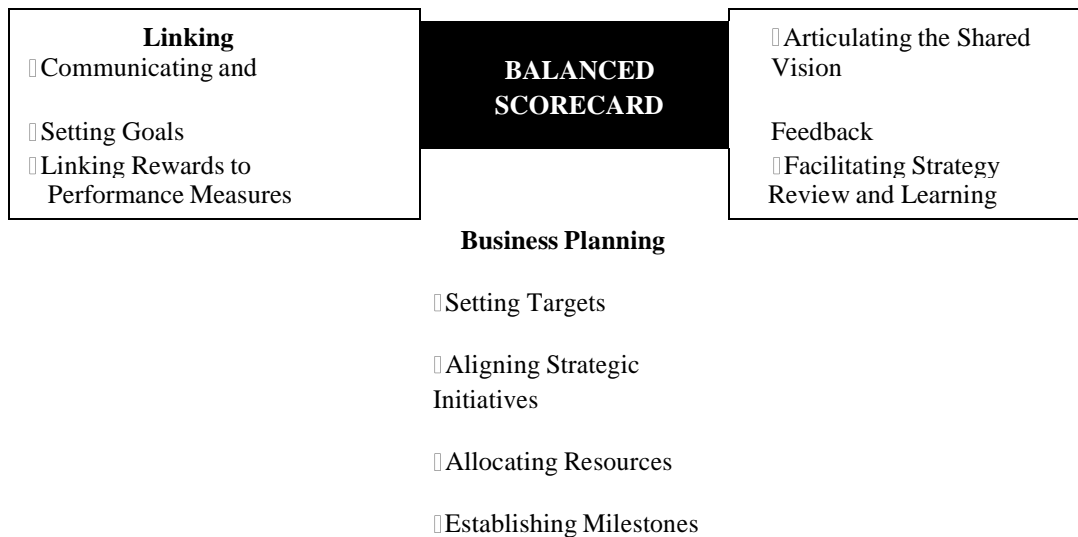 Linking
Communicating and
Setting Goals
Linking Rewards to
Performance Measures
BALANCED
SCORECARD
Articulating the Shared
Vision
Feedback
Facilitating Strategy
Review and Learning
Business Planning
Setting Targets
Aligning Strategic
Initiatives
Allocating Resources
Establishing Milestones